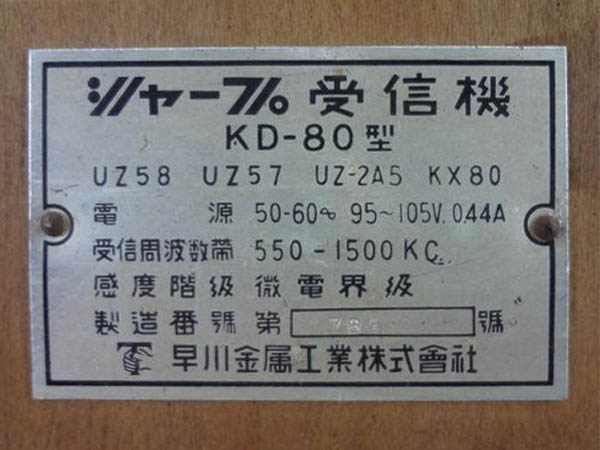 シャープ 受信機
KD-80型
UZ58 UZ57 UZ-2A5 KX80
電源 50-60～ 95～105V. 0.44A
受信周波数帯 550-1500KC
感度階級 微電界級
製造番號 第 號
早川金属工業株式會社